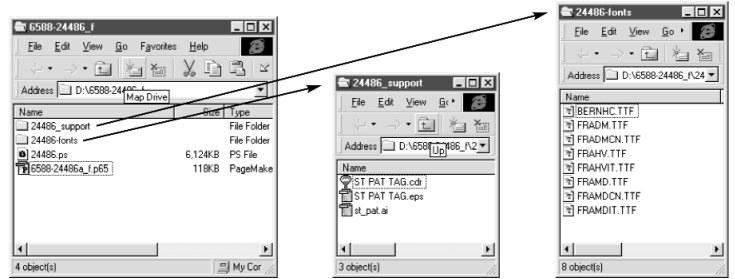 6588-24486_f
File Edit View Go Favorites Help
Address D:\6588-24486_f
Map Drive
Name Size Type
24486_support File Folder
24486-fonts File Folder
24486.ps 6,124KB PS File
6588-24486a_f.p65 118KB PageMake
4 object(s) My Cor
24486_support
File Edit View G
Address D:\6588-24486_f\2
Up
Name
ST PAT TAG.cdr
ST PAT TAG.eps
st_pat.ai
3 object(s)
24486-fonts
File Edit View Go
Address D:\6588-24486_f\24
Name
BERNHC.TTF
FRADM.TTF
FRADMCN.TTF
FRAHV.TTF
FRAHVIT.TTF
FRAMD.TTF
FRAMDCN.TTF
FRAMDIT.TTF
8 object(s)